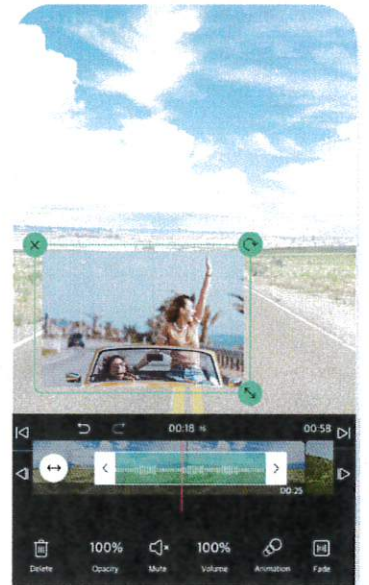 00:18
00:58
00:25
100%
100%
Delete
Opacity
Mute
Volume
Animation
Fade